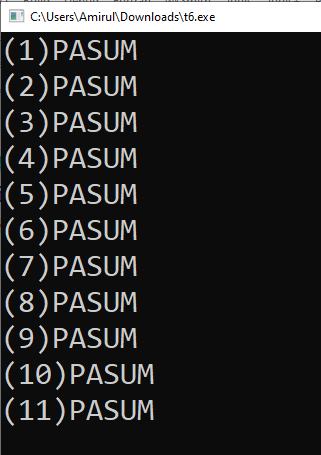 C:\Users\Amirul\Downloads\t6.exe
(1)PASUM
(2)PASUM
(3)PASUM
(4)PASUM
(5)PASUM
(6)PASUM
(7)PASUM
(8)PASUM
(9)PASUM
(10)PASUM
(11)PASUM